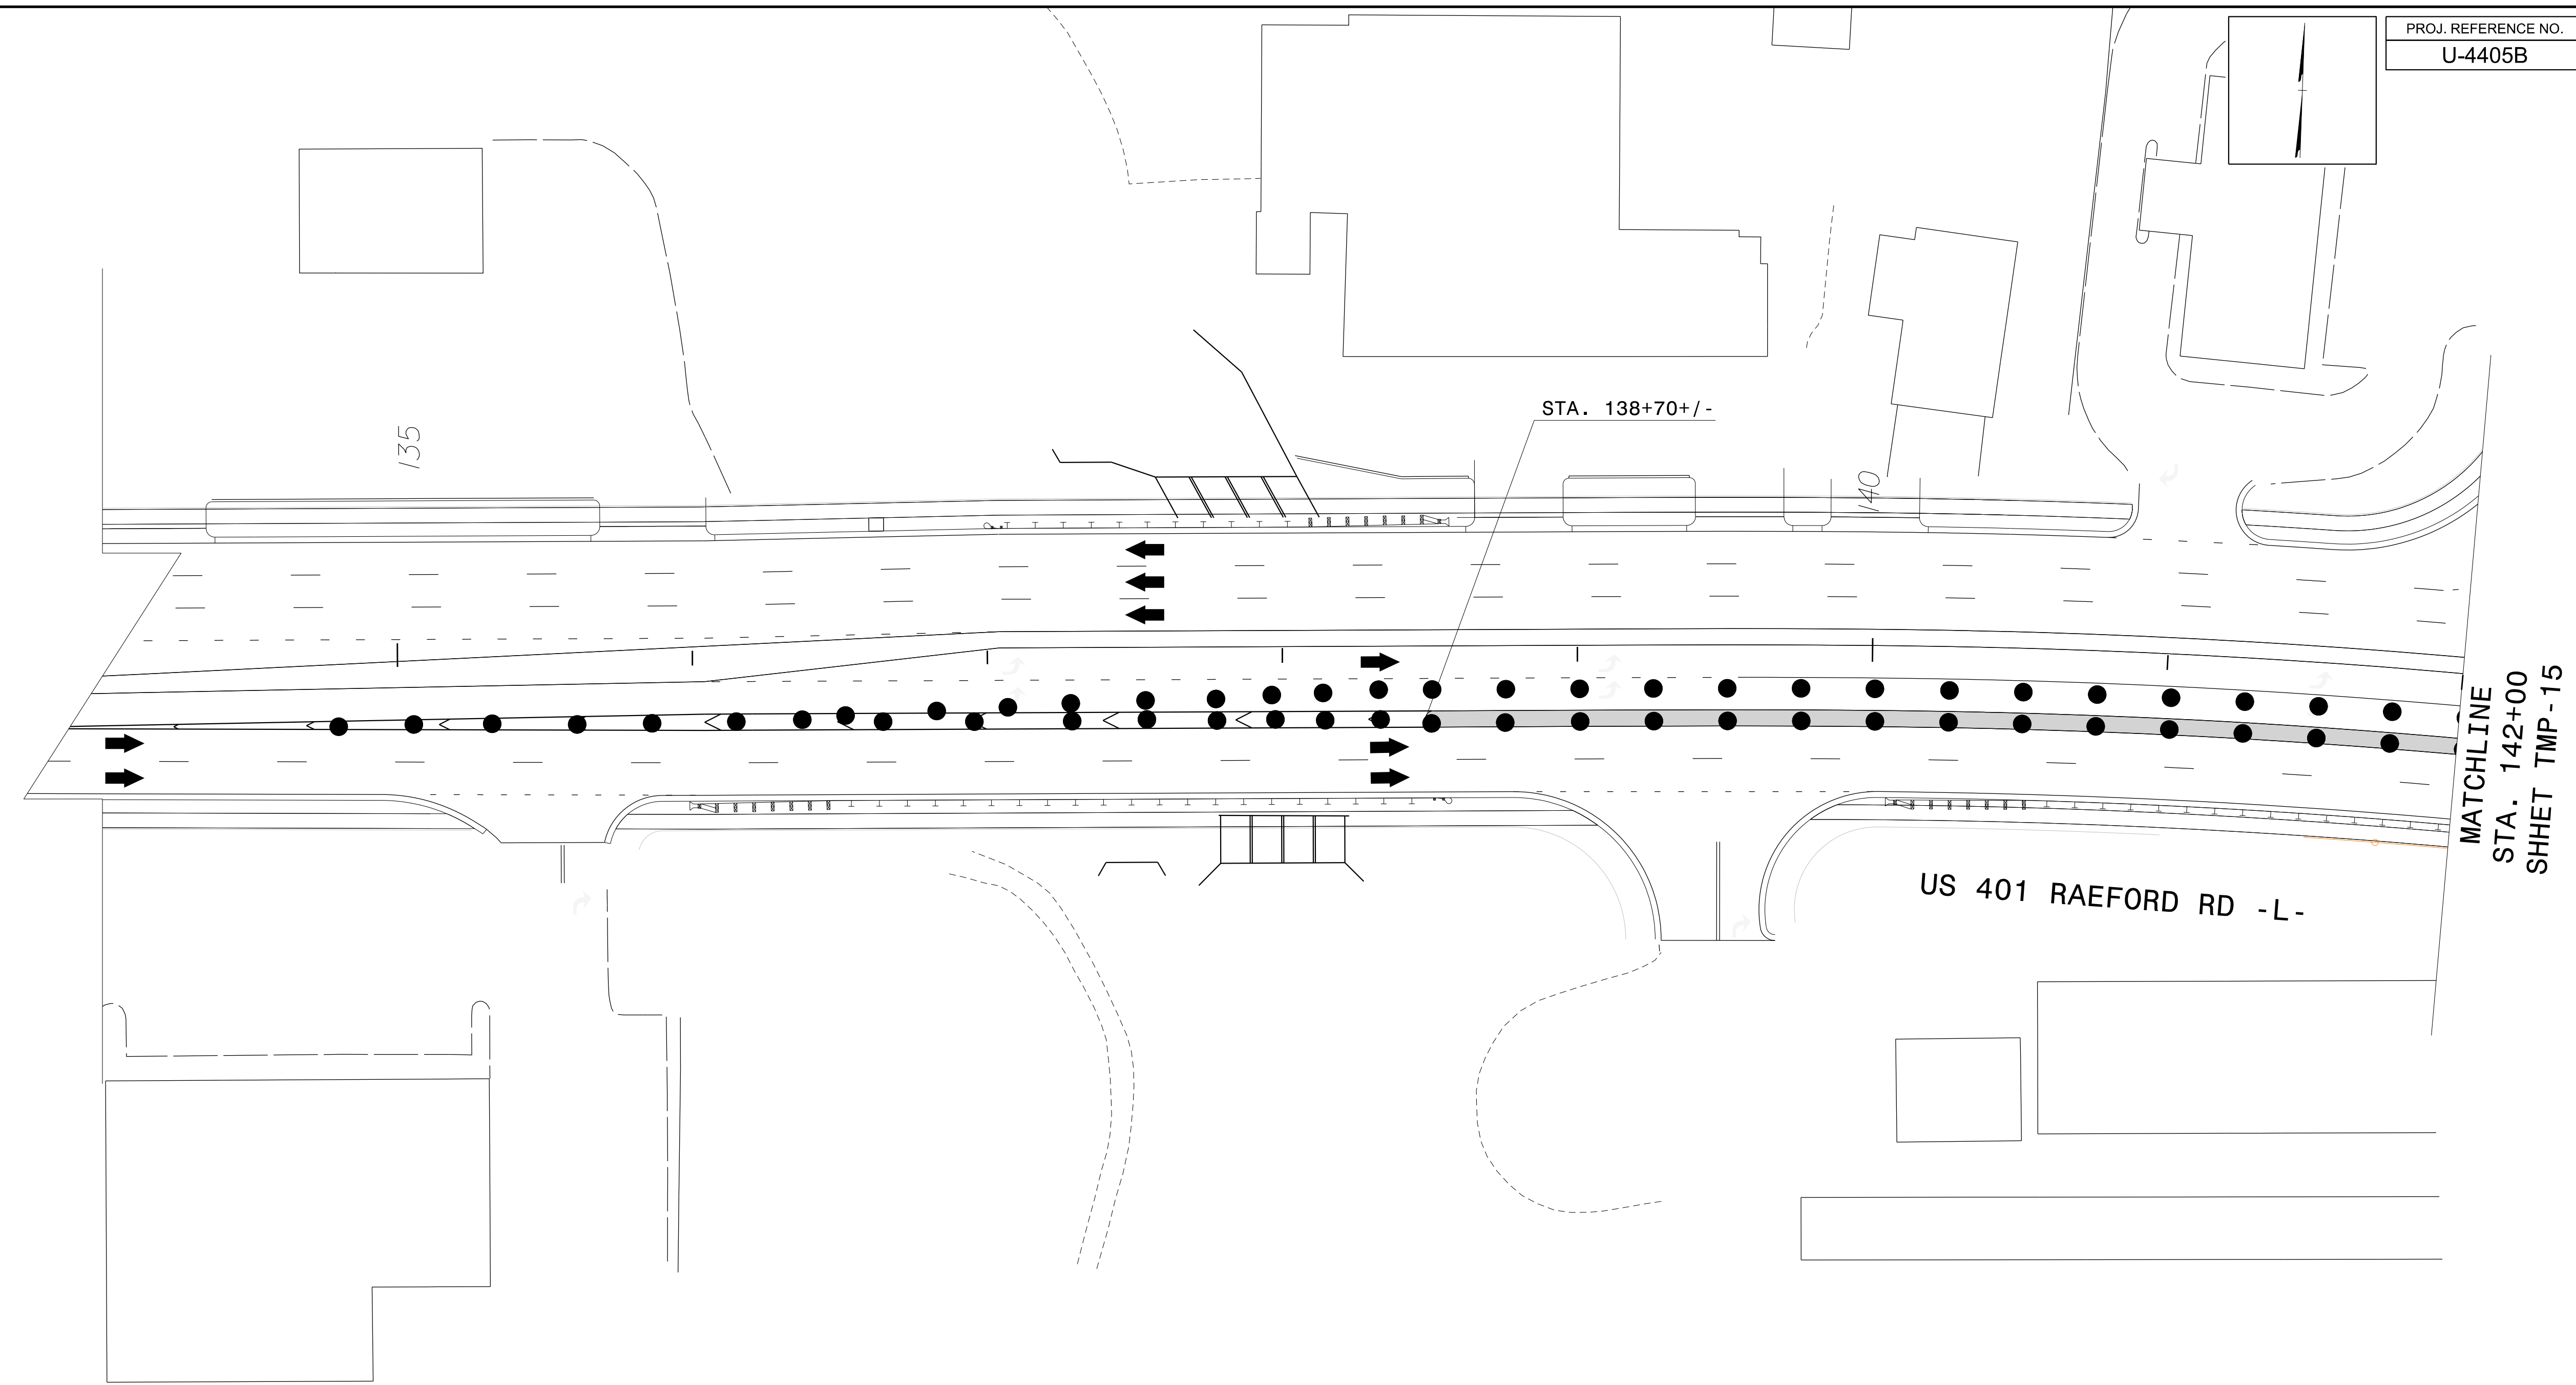 PROJ. REFERENCE NO.
U-4405B
STA. 138+70+/-
135
140
MATCHLINE
STA. 142+00
SHHET TMP-15
US 401 RAEFORD RD -L-